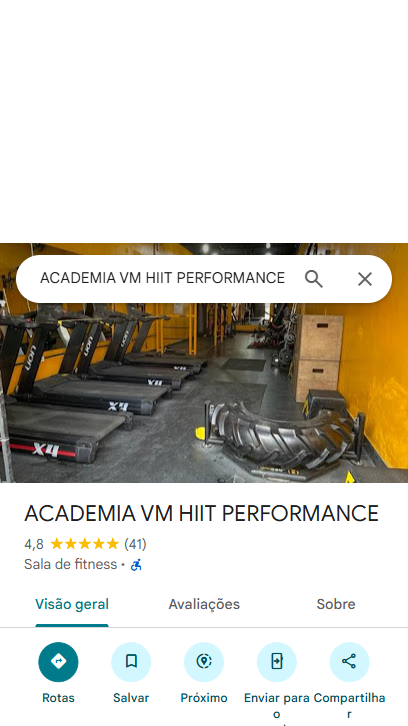 ACADEMIA VM HIIT PERFORMANCE
X4
X4
X4
ACADEMIA VM HIIT PERFORMANCE
4,8 ★★★★★ (41)
Sala de fitness ·
Visão geral
Avaliações
Sobre
Rotas
Salvar
Próximo
Enviar para o
Compartilhar